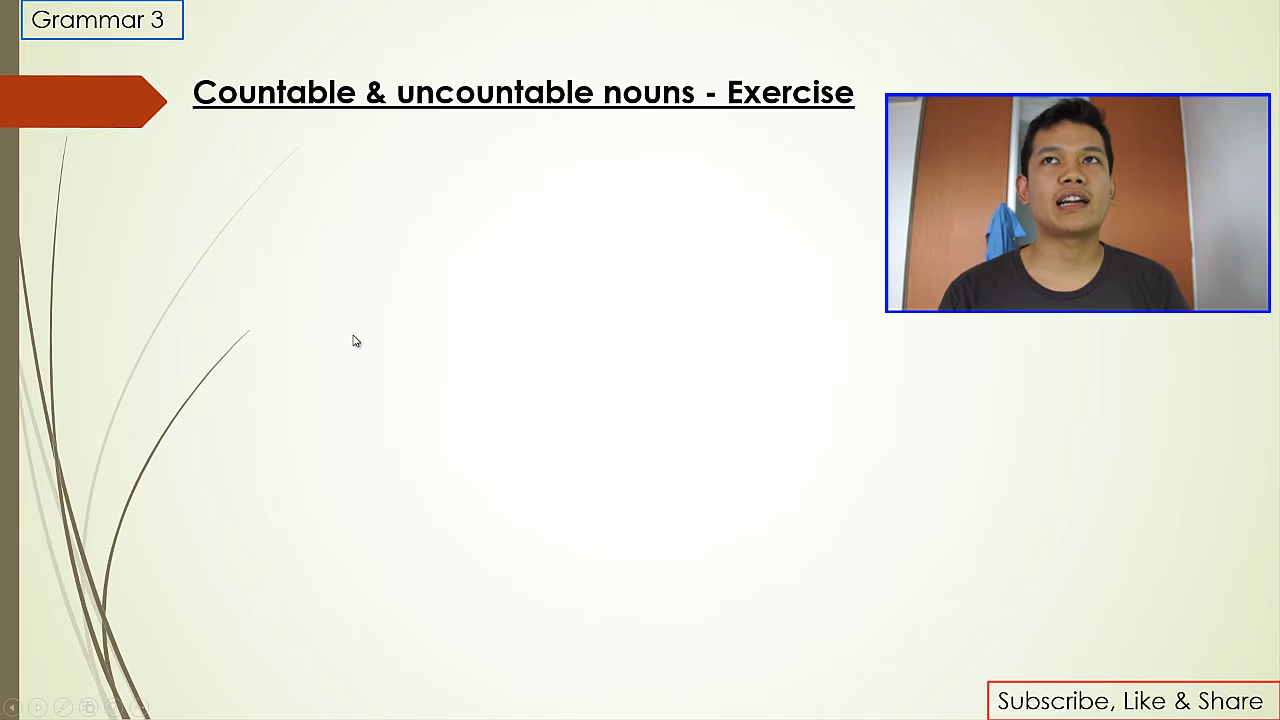 Grammar 3
Countable & uncountable nouns - Exercise
Subscribe, Like & Share